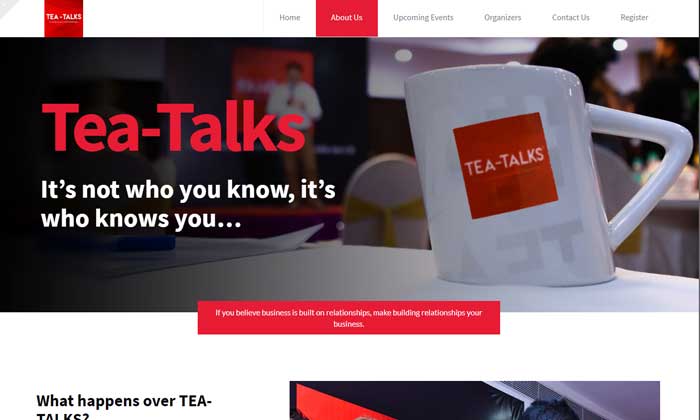 TEA-TALKS
Home
About Us
Upcoming Events
Organizers
Contact Us
Register
Tea-Talks
It's not who you know, it's
who knows you...
TEA-TALKS
If you believe business is built on relationships, make building relationships your
business.
What happens over TEA-
TALKS?